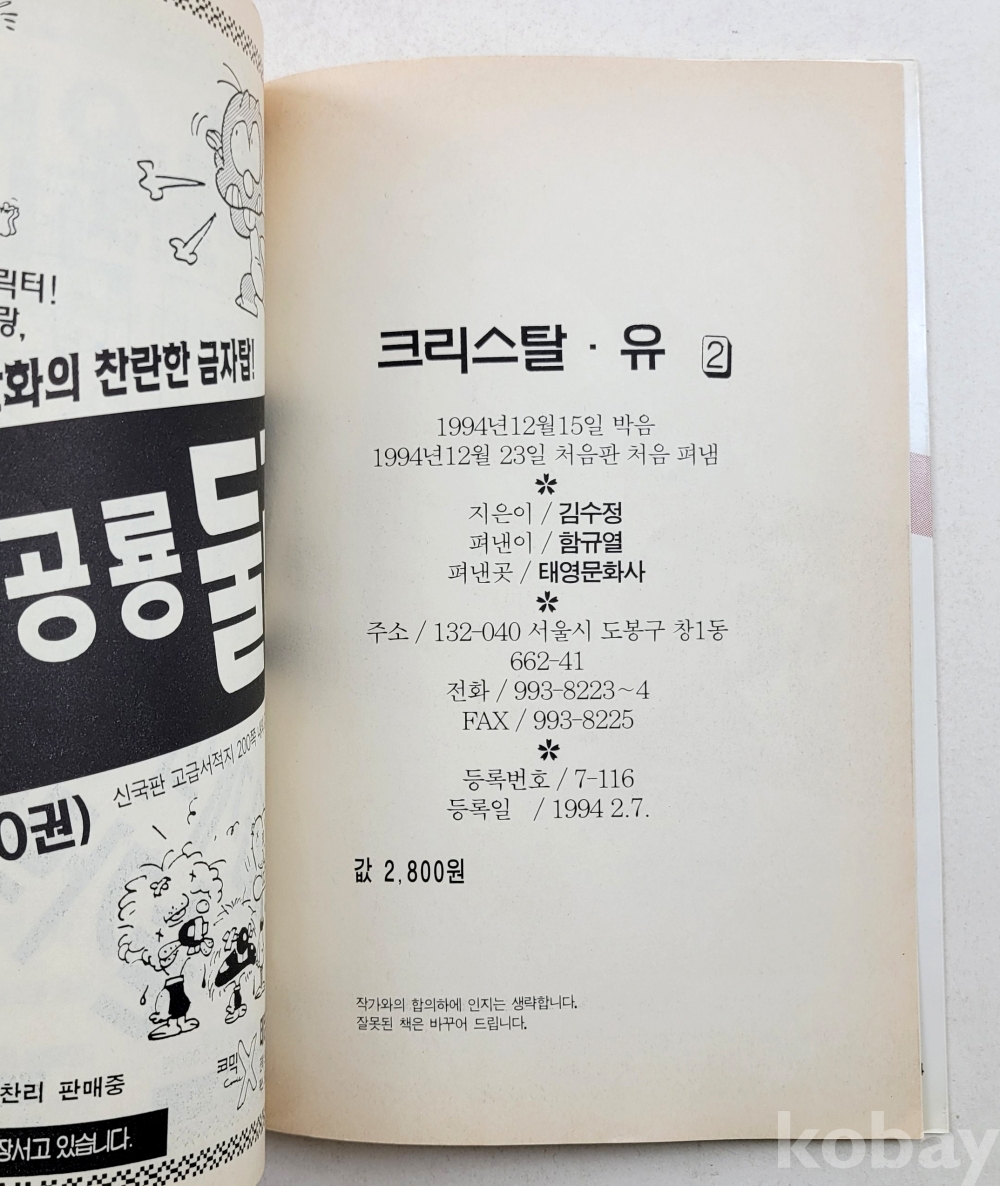 릭터!
랑,
화의 찬란한 금자탑!
공룡
신국판 고급서적지 200쪽
0권)
코믹
찬리 판매중
장서고 있습니다.
크리스탈 · 유 2
1994년12월15일 박음
1994년12월 23일 처음판 처음 펴냄
지은이 / 김수정
펴낸이 / 함규열
펴낸곳 / 태영문화사
주소 / 132-040 서울시 도봉구 창1동
662-41
전화 / 993-8223~4
FAX / 993-8225
등록번호 / 7-116
등록일 / 1994 2.7.
값 2,800원
작가와의 합의하에 인지는 생략합니다.
잘못된 책은 바꾸어 드립니다.
kobay